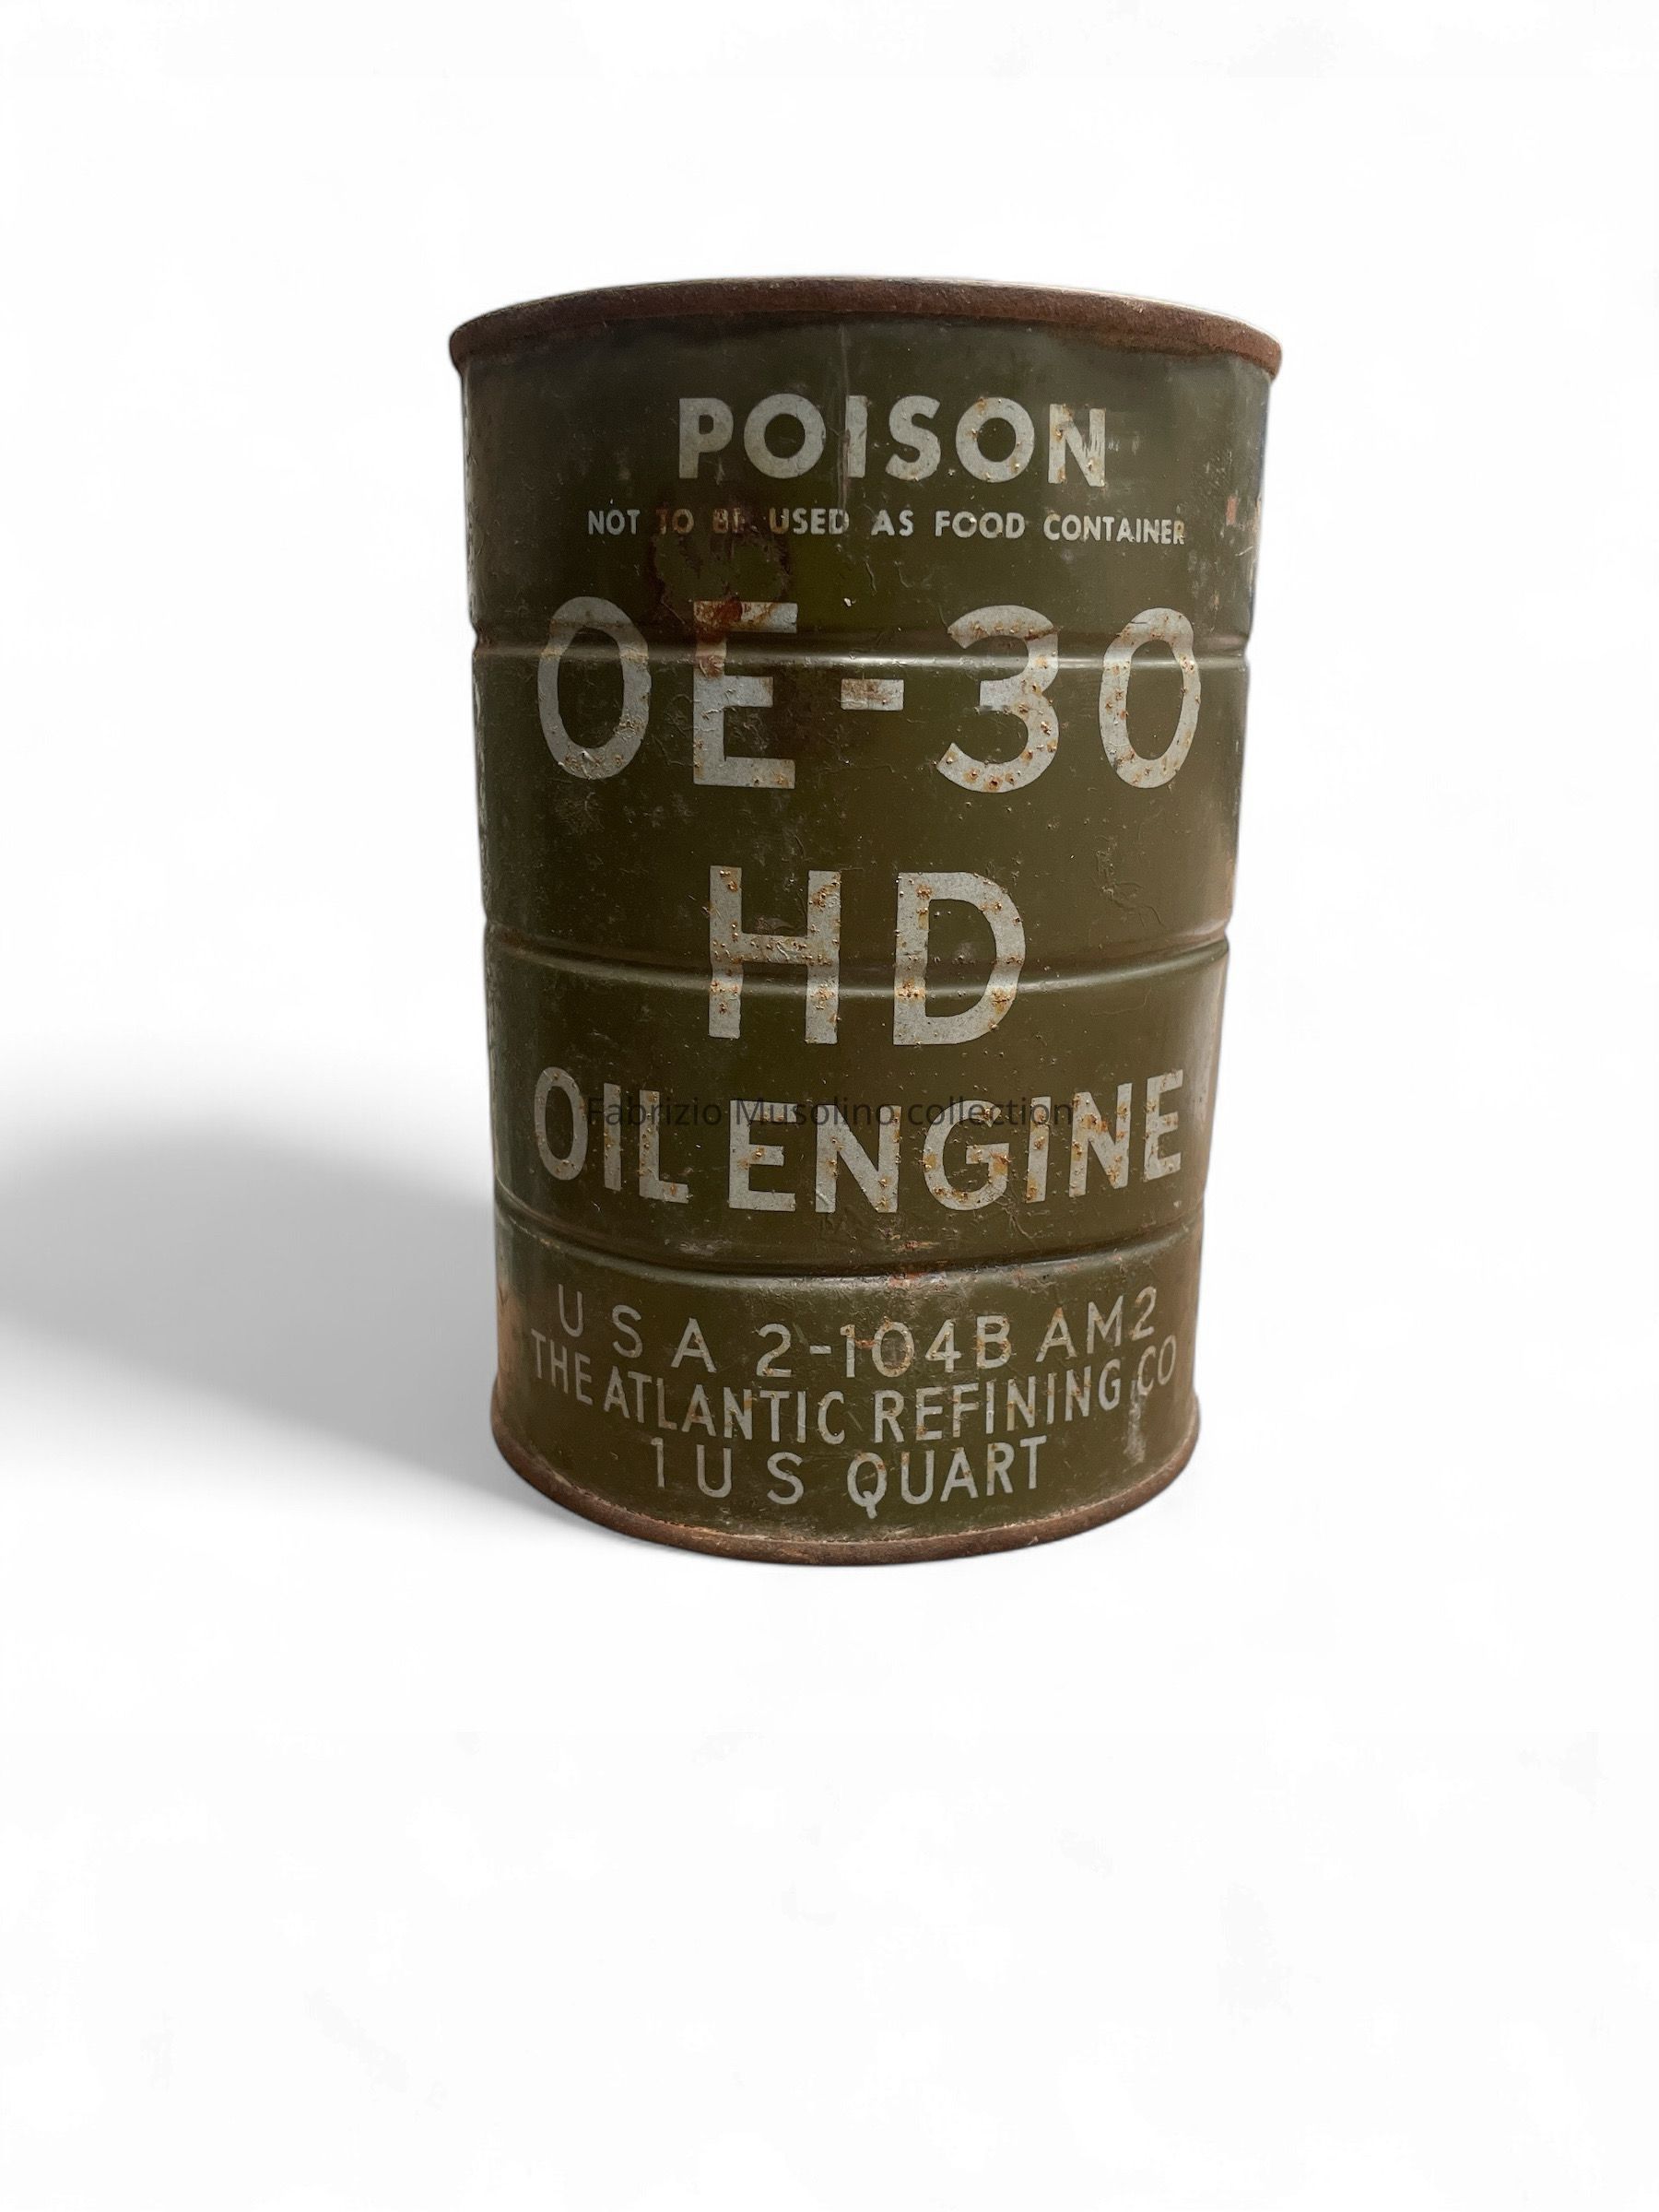 POISON
NOT TO BE USED AS FOOD CONTAINER
OE-30
HD
OIL ENGINE
Fabrizio Musolino collection
U S A 2-104B AM2
THE ATLANTIC REFINING CO
1 U S QUART